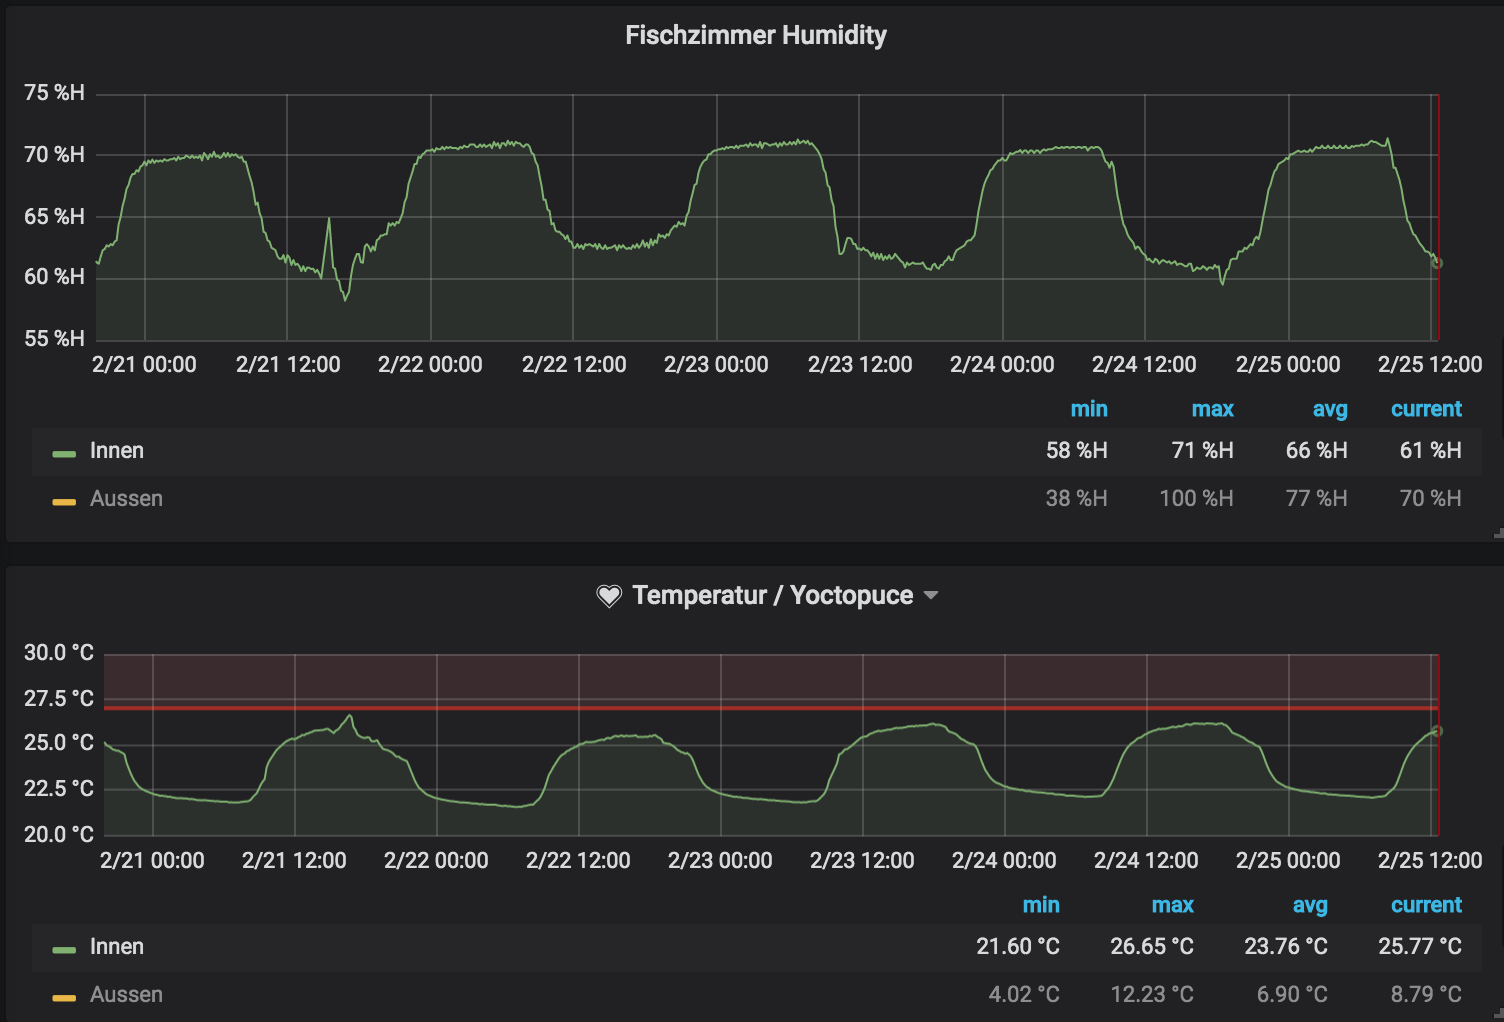 Fischzimmer Humidity
75 %H
70 %H
65 %H
60 %H
55 %H
2/21 00:00 2/21 12:00 2/22 00:00 2/22 12:00 2/23 00:00 2/23 12:00 2/24 00:00 2/24 12:00 2/25 00:00 2/25 12:00
min max avg current
Innen 58 %H 71 %H 66 %H 61 %H
Aussen 38 %H 100 %H 77 %H 70 %H
Temperatur / Yoctopuce
30.0 °C
27.5 °C
25.0 °C
22.5 °C
20.0 °C
2/21 00:00 2/21 12:00 2/22 00:00 2/22 12:00 2/23 00:00 2/23 12:00 2/24 00:00 2/24 12:00 2/25 00:00 2/25 12:00
min max avg current
Innen 21.60 °C 26.65 °C 23.76 °C 25.77 °C
Aussen 4.02 °C 12.23 °C 6.90 °C 8.79 °C